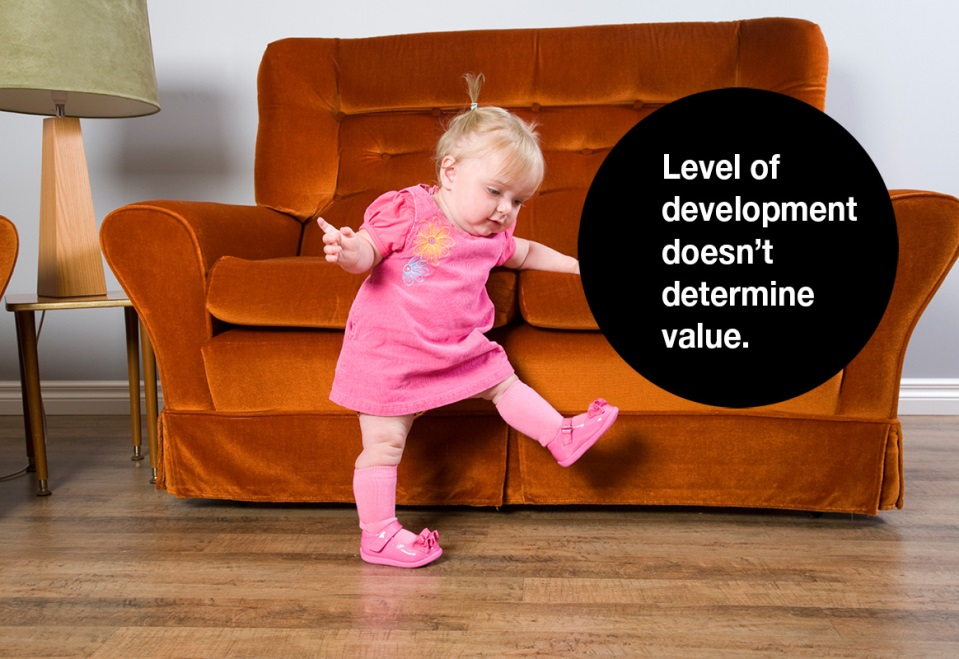 Level of
development
doesn't
determine
value.